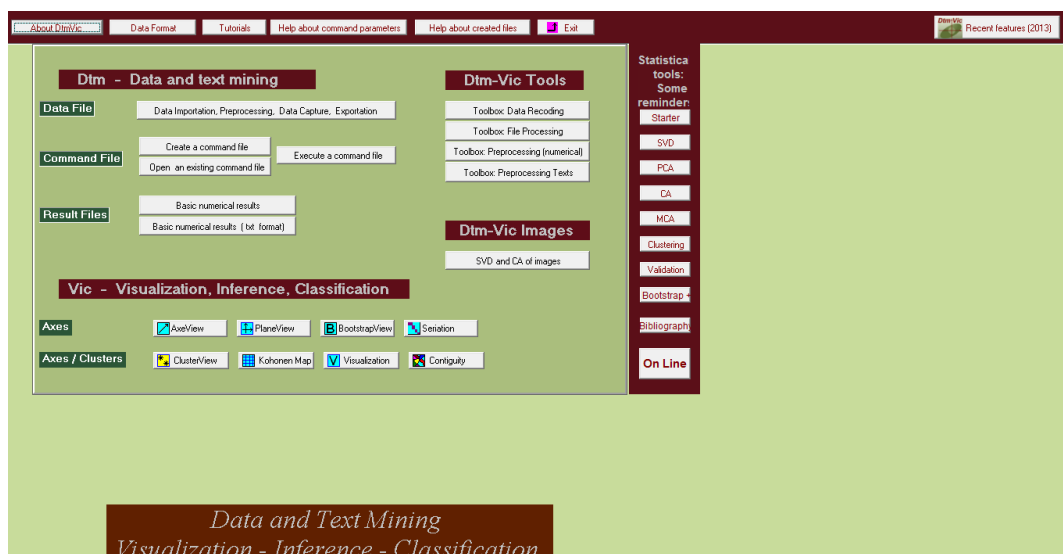 About DtmVic
Data Format
Tutorials
Help about command parameters
Help about created files
Exit
Dtm-Vic
Recent features (2013)
Dtm - Data and text mining
Data File
Data Importation, Preprocessing, Data Capture, Exportation
Command File
Create a command file
Open an existing command file
Execute a command file
Result Files
Basic numerical results
Basic numerical results ( txt format)
Dtm-Vic Tools
Toolbox: Data Recoding
Toolbox: File Processing
Toolbox: Preprocessing (numerical)
Toolbox: Preprocessing Texts
Dtm-Vic Images
SVD and CA of images
Vic - Visualization, Inference, Classification
Axes
AxeView
PlaneView
B BootstrapView
Seriation
Axes / Clusters
ClusterView
Kohonen Map
V Visualization
Contiguity
Statistica
tools:
Some
reminder
Starter
SVD
PCA
CA
MCA
Clustering
Validation
Bootstrap +
Bibliography
On Line
Data and Text Mining
Visualization - Inference - Classification